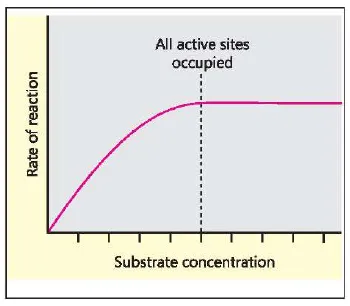 All active sites
occupied
Rate of reaction
Substrate concentration